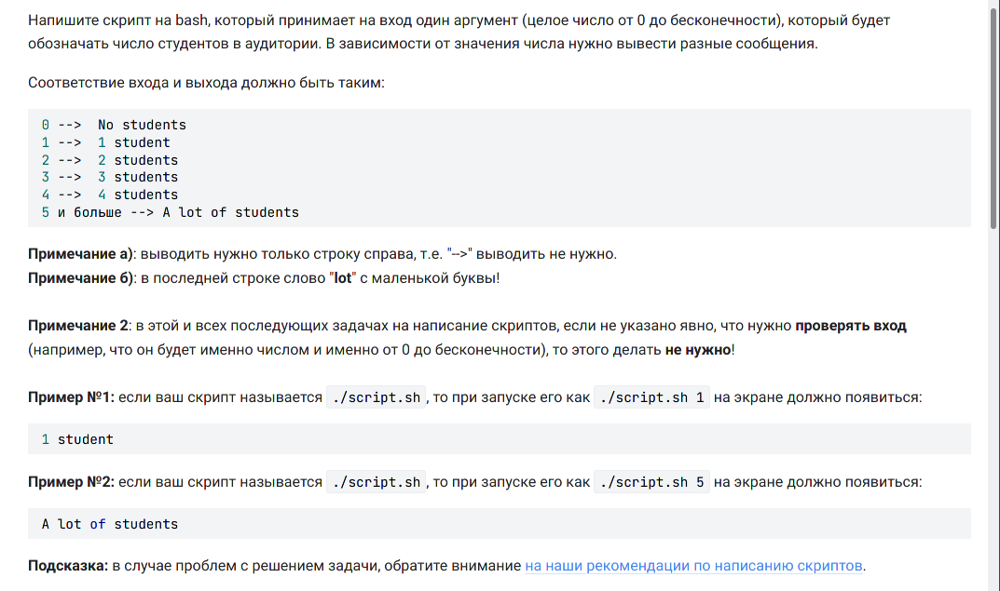 Напишите скрипт на bash, который принимает на вход один аргумент (целое число от 0 до бесконечности), который будет
обозначать число студентов в аудитории. В зависимости от значения числа нужно вывести разные сообщения.
Соответствие входа и выхода должно быть таким:
0 -->  No students
1 -->  1 student
2 -->  2 students
3 -->  3 students
4 -->  4 students
5 и больше --> A lot of students
Примечание а): выводить нужно только строку справа, т.е. "-->" выводить не нужно.
Примечание б): в последней строке слово "lot" с маленькой буквы!
Примечание 2: в этой и всех последующих задачах на написание скриптов, если не указано явно, что нужно проверять вход
(например, что он будет именно числом и именно от 0 до бесконечности), то этого делать не нужно!
Пример №1: если ваш скрипт называется ./script.sh, то при запуске его как ./script.sh 1 на экране должно появиться:
1 student
Пример №2: если ваш скрипт называется ./script.sh, то при запуске его как ./script.sh 5 на экране должно появиться:
A lot of students
Подсказка: в случае проблем с решением задачи, обратите внимание на наши рекомендации по написанию скриптов.